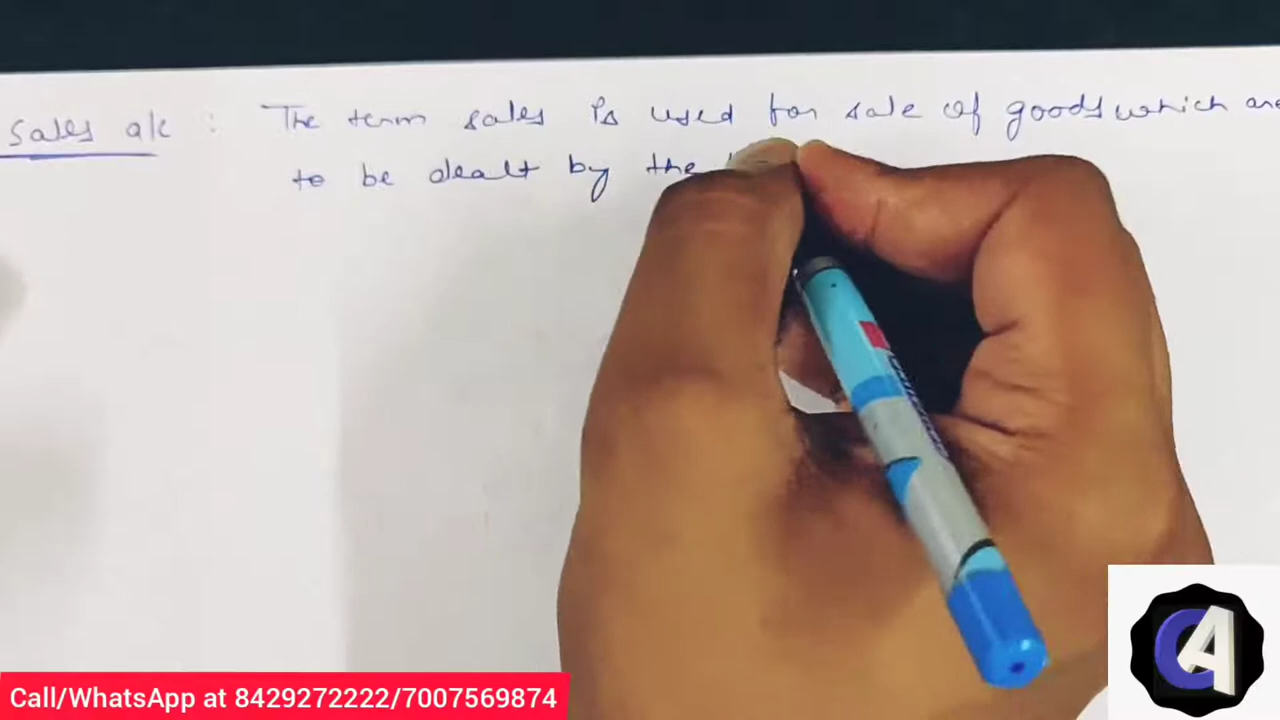 Sales a/c : The term sales is used for sale of goods which are
to be dealt by the
Call/WhatsApp at 8429272222/7007569874
CA